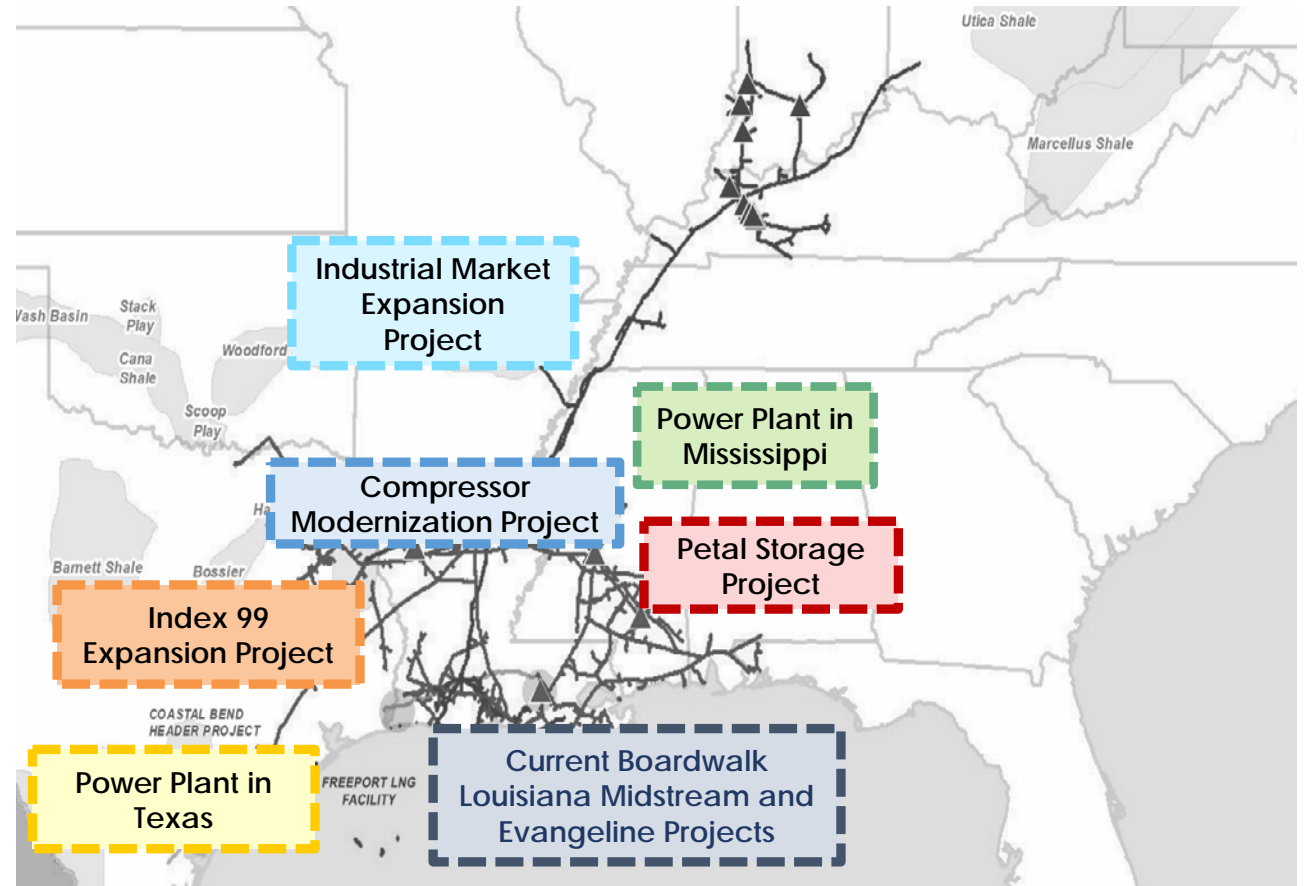 Utica Shale
Marcellus Shale
Industrial Market
Expansion
Project
Stack
Play
Cana
Shale
Woodford
Scoop
Play
Power Plant in
Mississippi
Compressor
Modernization Project
Barnett Shale
Bossier
Petal Storage
Project
Index 99
Expansion Project
COASTAL BEND
HEADER PROJECT
Power Plant in
Texas
FREEPORT LNG
FACILITY
Current Boardwalk
Louisiana Midstream and
Evangeline Projects